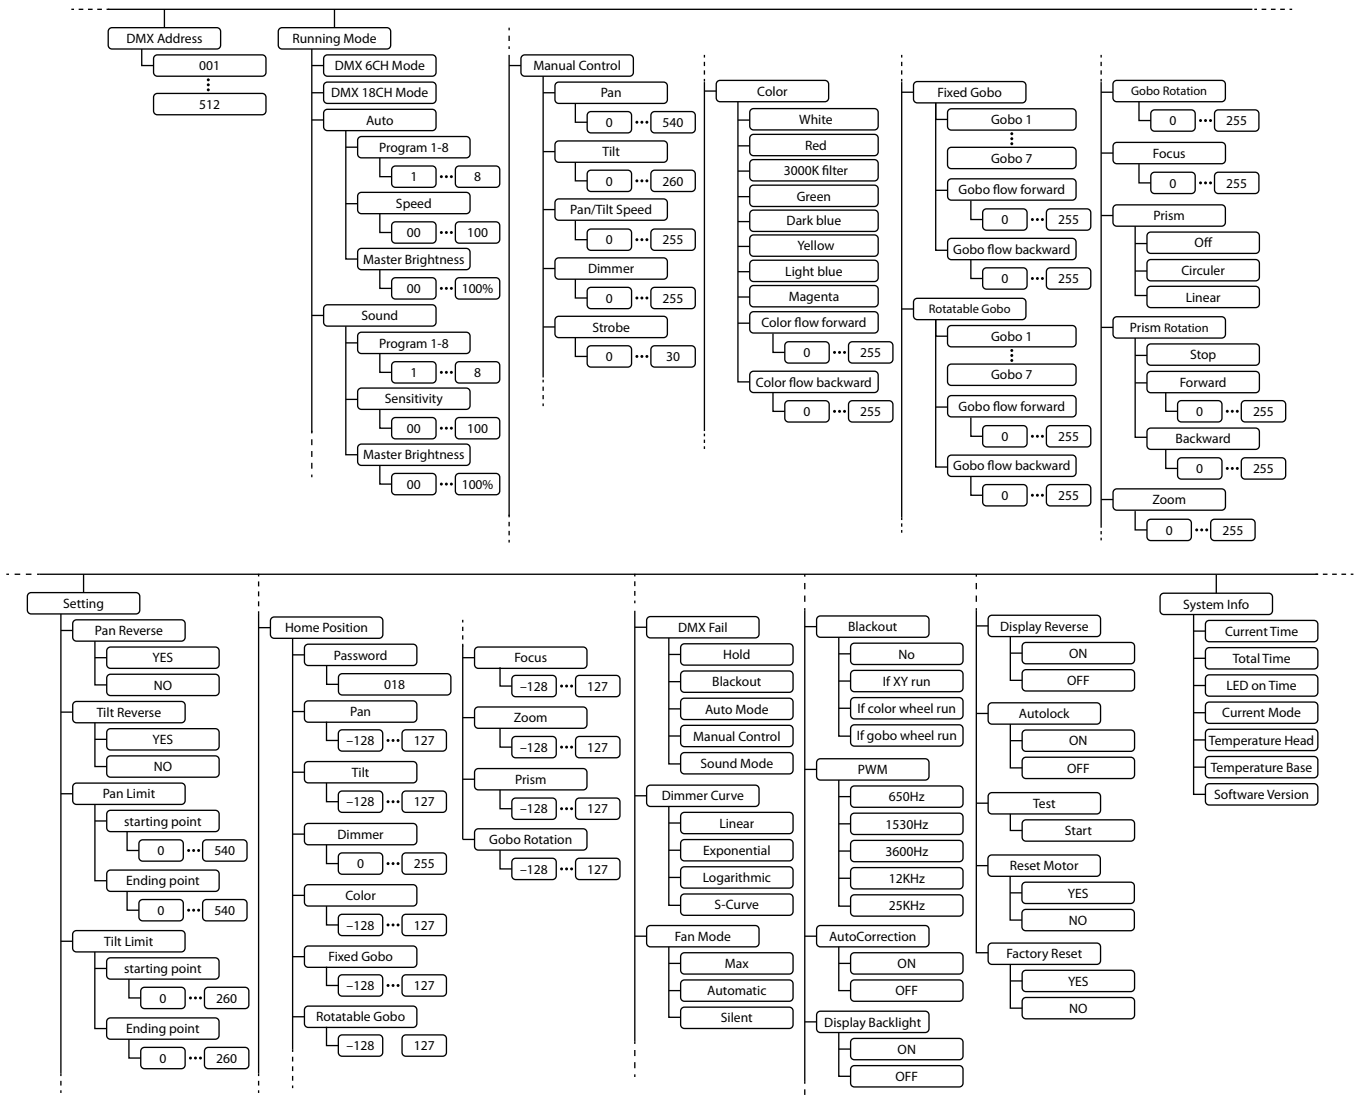 DMX Address
001
512
Running Mode
DMX 6CH Mode
DMX 18CH Mode
Auto
Program 1-8
1 ••• 8
Speed
00 ••• 100
Master Brightness
00 ••• 100%
Sound
Program 1-8
1 ••• 8
Sensitivity
00 ••• 100
Master Brightness
00 ••• 100%
Manual Control
Pan
0 ••• 540
Tilt
0 ••• 260
Pan/Tilt Speed
0 ••• 255
Dimmer
0 ••• 255
Strobe
0 ••• 30
Color
White
Red
3000K filter
Green
Dark blue
Yellow
Light blue
Magenta
Color flow forward
0 ••• 255
Color flow backward
0 ••• 255
Fixed Gobo
Gobo 1
Gobo 7
Gobo flow forward
0 ••• 255
Gobo flow backward
0 ••• 255
Rotatable Gobo
Gobo 1
Gobo 7
Gobo flow forward
0 ••• 255
Gobo flow backward
0 ••• 255
Gobo Rotation
0 ••• 255
Focus
0 ••• 255
Prism
Off
Circuler
Linear
Prism Rotation
Stop
Forward
0 ••• 255
Backward
0 ••• 255
Zoom
0 ••• 255
Setting
Pan Reverse
YES
NO
Tilt Reverse
YES
NO
Pan Limit
starting point
0 ••• 540
Ending point
0 ••• 540
Tilt Limit
starting point
0 ••• 260
Ending point
0 ••• 260
Home Position
Password
018
Pan
–128 ••• 127
Tilt
–128 ••• 127
Dimmer
0 ••• 255
Color
–128 ••• 127
Fixed Gobo
–128 ••• 127
Rotatable Gobo
–128 127
Focus
–128 ••• 127
Zoom
–128 ••• 127
Prism
–128 ••• 127
Gobo Rotation
–128 ••• 127
DMX Fail
Hold
Blackout
Auto Mode
Manual Control
Sound Mode
Dimmer Curve
Linear
Exponential
Logarithmic
S-Curve
Fan Mode
Max
Automatic
Silent
Blackout
No
If XY run
If color wheel run
If gobo wheel run
PWM
650Hz
1530Hz
3600Hz
12KHz
25KHz
AutoCorrection
ON
OFF
Display Backlight
ON
OFF
Display Reverse
ON
OFF
Autolock
ON
OFF
Test
Start
Reset Motor
YES
NO
Factory Reset
YES
NO
System Info
Current Time
Total Time
LED on Time
Current Mode
Temperature Head
Temperature Base
Software Version